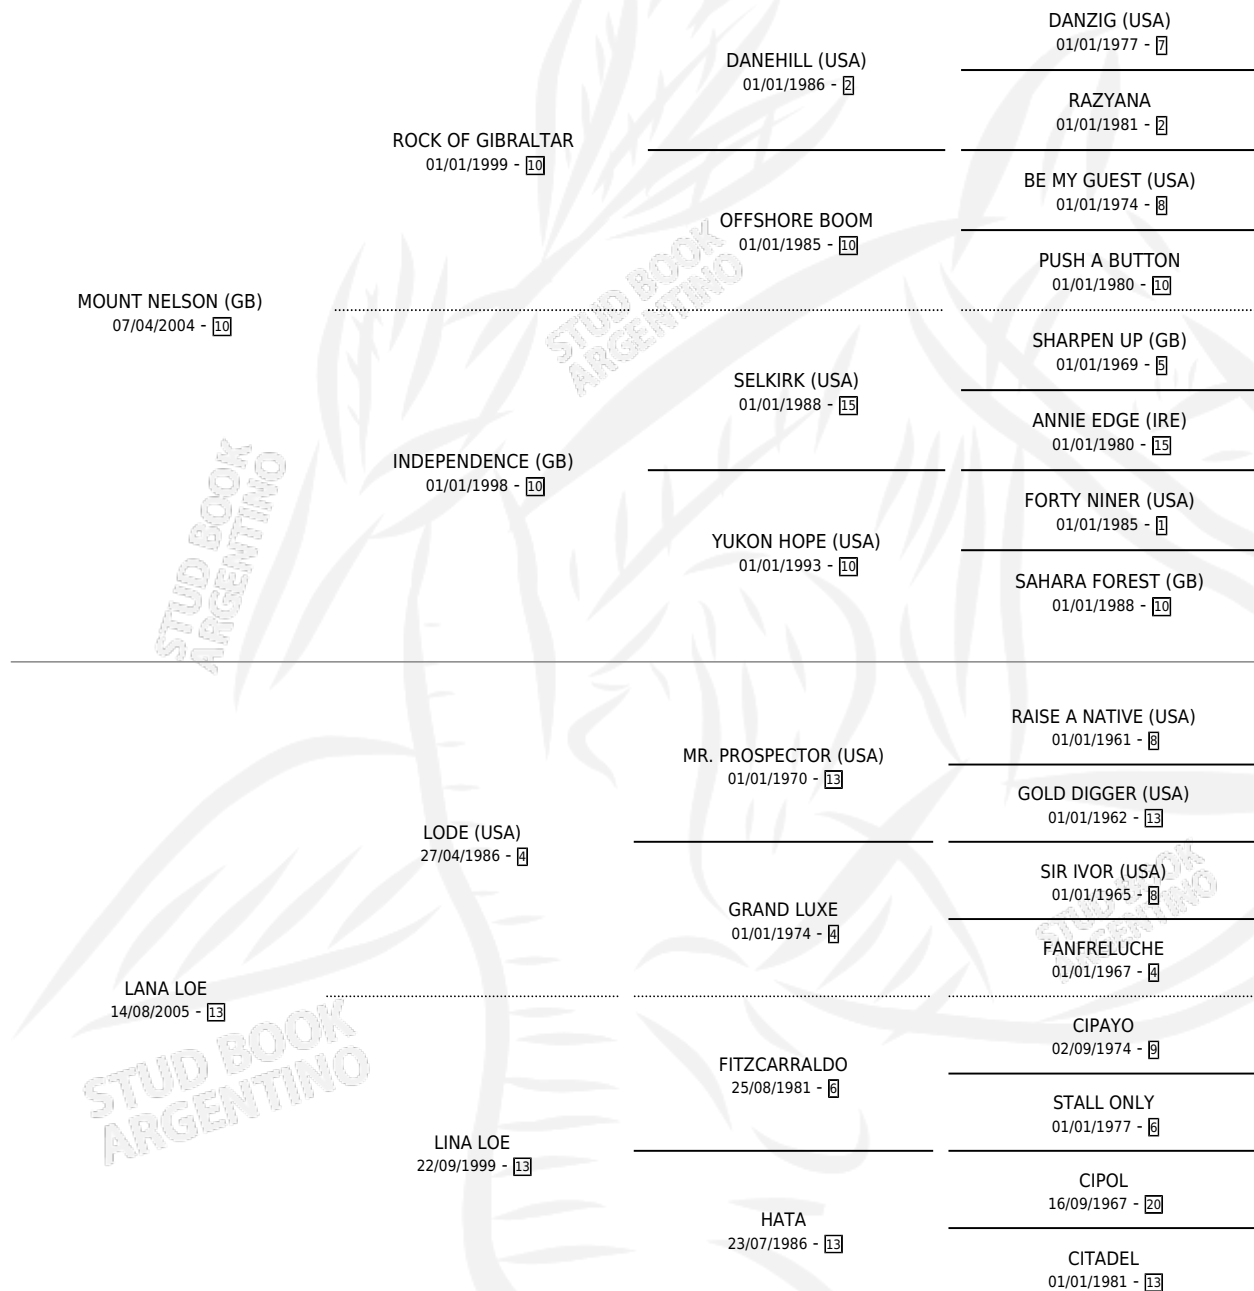 DANZIG (USA)
01/01/1977 - 7
DANEHILL (USA)
01/01/1986 - 2
RAZYANA
01/01/1981 - 2
ROCK OF GIBRALTAR
01/01/1999 - 10
BE MY GUEST (USA)
01/01/1974 - 8
OFFSHORE BOOM
01/01/1985 - 10
PUSH A BUTTON
01/01/1980 - 10
MOUNT NELSON (GB)
07/04/2004 - 10
STUD BOOK
ARGENTINO
SHARPEN UP (GB)
01/01/1969 - 5
SELKIRK (USA)
01/01/1988 - 15
ANNIE EDGE (IRE)
01/01/1980 - 15
INDEPENDENCE (GB)
01/01/1998 - 10
FORTY NINER (USA)
01/01/1985 - 1
YUKON HOPE (USA)
01/01/1993 - 10
SAHARA FOREST (GB)
01/01/1988 - 10
STUD BOOK
ARGENTINO
RAISE A NATIVE (USA)
01/01/1961 - 8
MR. PROSPECTOR (USA)
01/01/1970 - 13
GOLD DIGGER (USA)
01/01/1962 - 13
LODE (USA)
27/04/1986 - 4
SIR IVOR (USA)
01/01/1965 - 8
GRAND LUXE
01/01/1974 - 4
FANFRELUCHE
01/01/1967 - 4
STUD BOOK
ARGENTINO
LANA LOE
14/08/2005 - 13
CIPAYO
02/09/1974 - 9
FITZCARRALDO
25/08/1981 - 6
STALL ONLY
01/01/1977 - 6
LINA LOE
22/09/1999 - 13
CIPOL
16/09/1967 - 20
HATA
23/07/1986 - 13
CITADEL
01/01/1981 - 13
STUD BOOK
ARGENTINO